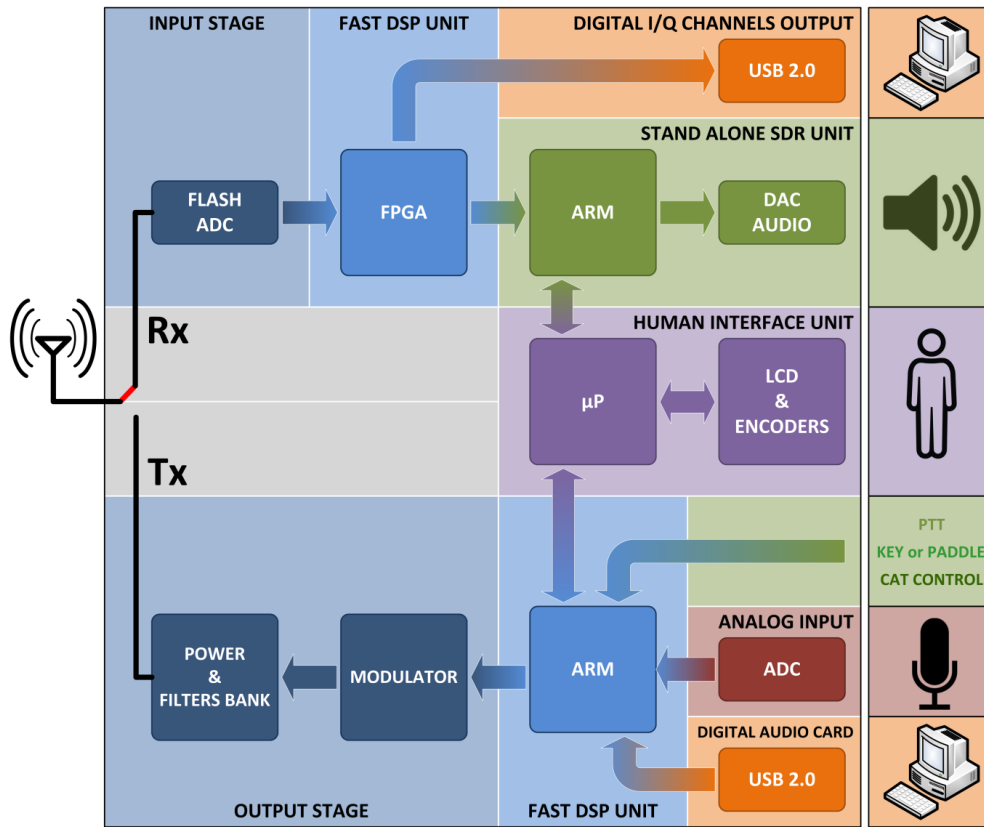 INPUT STAGE
FAST DSP UNIT
DIGITAL I/Q CHANNELS OUTPUT
USB 2.0
STAND ALONE SDR UNIT
FLASH
ADC
FPGA
ARM
DAC
AUDIO
Rx
HUMAN INTERFACE UNIT
µP
LCD
&
ENCODERS
Tx
PTT
KEY or PADDLE
CAT CONTROL
ANALOG INPUT
POWER
&
FILTERS BANK
MODULATOR
ARM
ADC
DIGITAL AUDIO CARD
USB 2.0
OUTPUT STAGE
FAST DSP UNIT